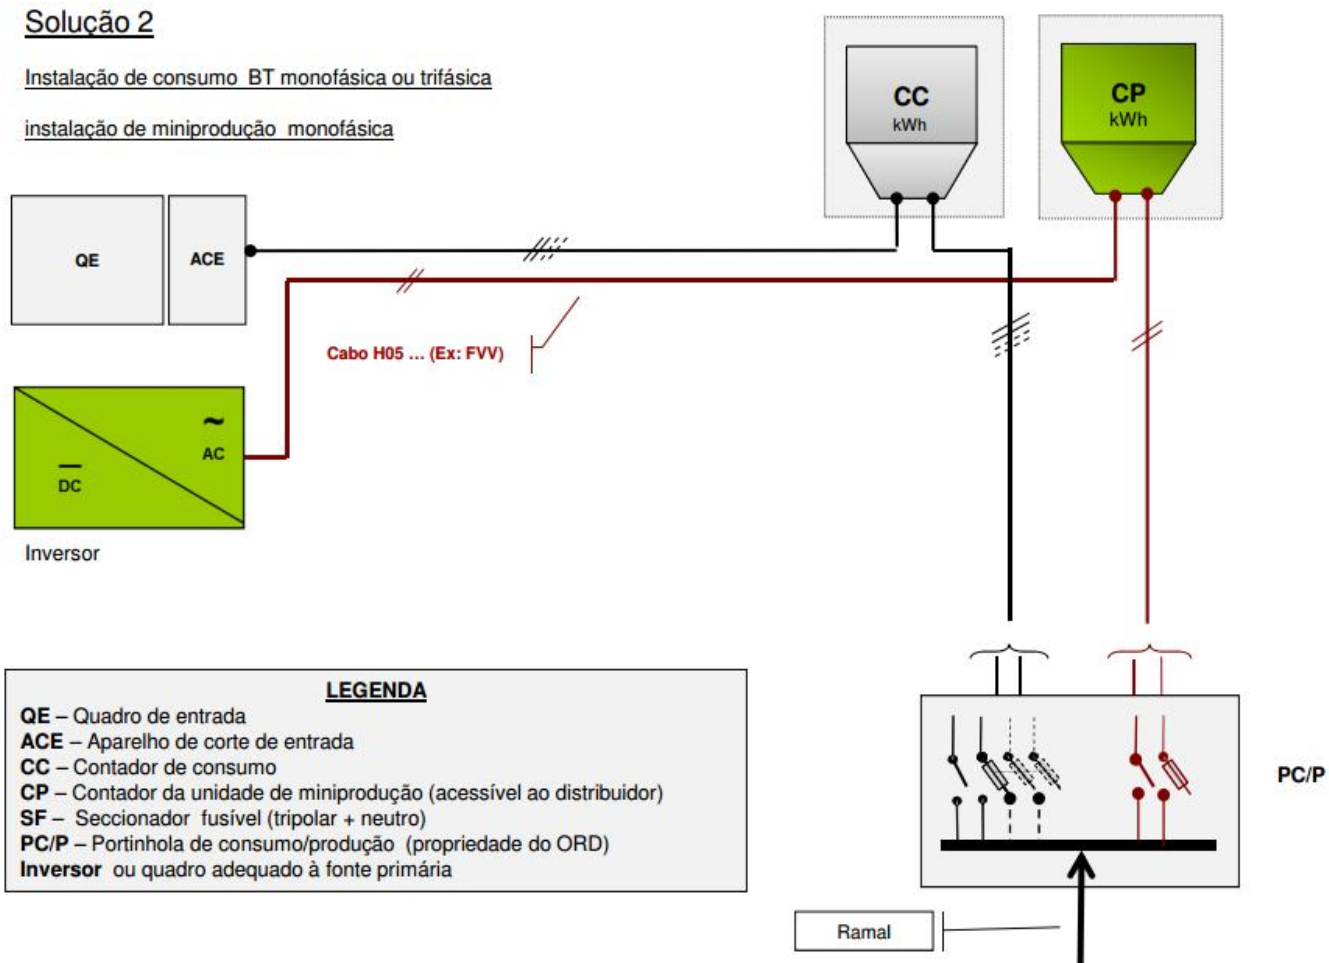 Solução 2
Instalação de consumo BT monofásica ou trifásica
instalação de miniprodução monofásica
CC
kWh
CP
kWh
QE
ACE
Cabo H05 ... (Ex: FVV)
~
AC
DC
Inversor
LEGENDA
QE – Quadro de entrada
ACE – Aparelho de corte de entrada
CC – Contador de consumo
CP – Contador da unidade de miniprodução (acessível ao distribuidor)
SF – Seccionador fusível (tripolar + neutro)
PC/P – Portinhola de consumo/produção (propriedade do ORD)
Inversor ou quadro adequado à fonte primária
PC/P
Ramal